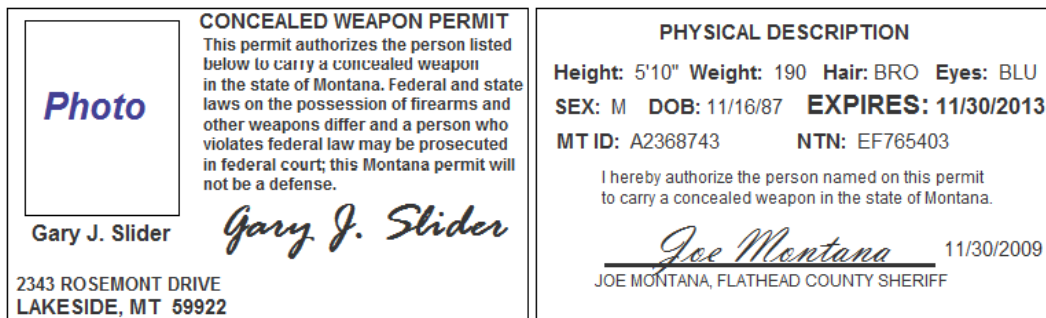 CONCEALED WEAPON PERMIT
This permit authorizes the person listed
below to carry a concealed weapon
in the state of Montana. Federal and state
laws on the possession of firearms and
other weapons differ and a person who
violates federal law may be prosecuted
in federal court; this Montana permit will
not be a defense.
Photo
Gary J. Slider
Gary J. Slider
2343 ROSEMONT DRIVE
LAKESIDE, MT 59922
PHYSICAL DESCRIPTION
Height: 5'10" Weight: 190 Hair: BRO Eyes: BLU
SEX: M DOB: 11/16/87 EXPIRES: 11/30/2013
MT ID: A2368743 NTN: EF765403
I hereby authorize the person named on this permit
to carry a concealed weapon in the state of Montana.
Joe Montana 11/30/2009
JOE MONTANA, FLATHEAD COUNTY SHERIFF